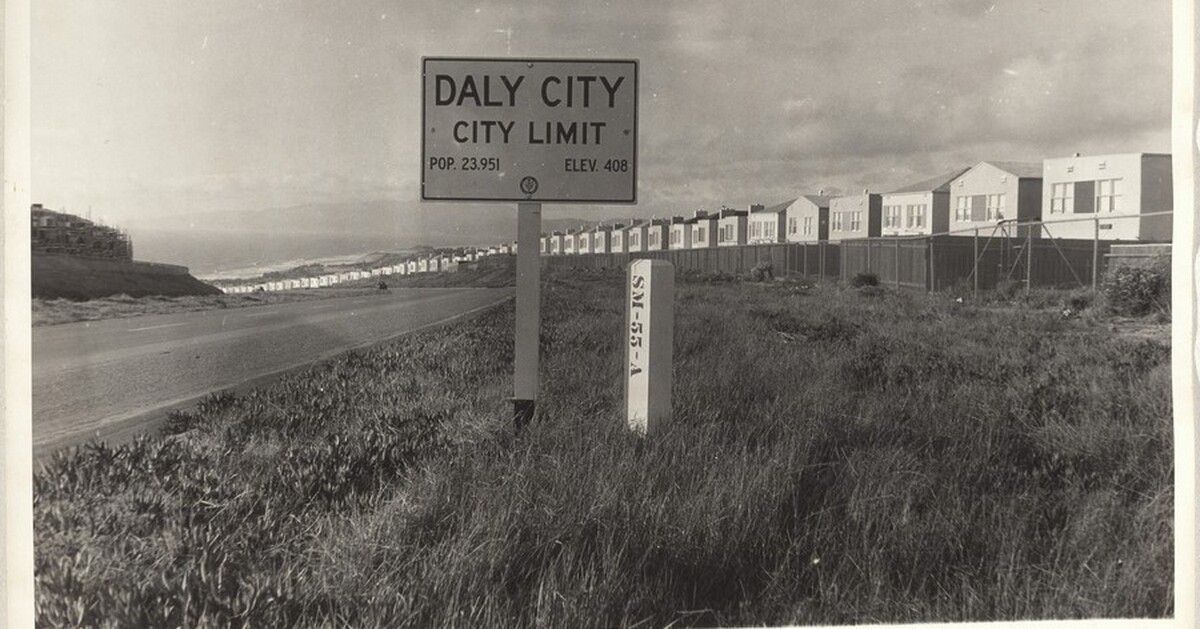 DALY CITY
CITY LIMIT
POP. 23.951 ELEV. 408
SM-55-A